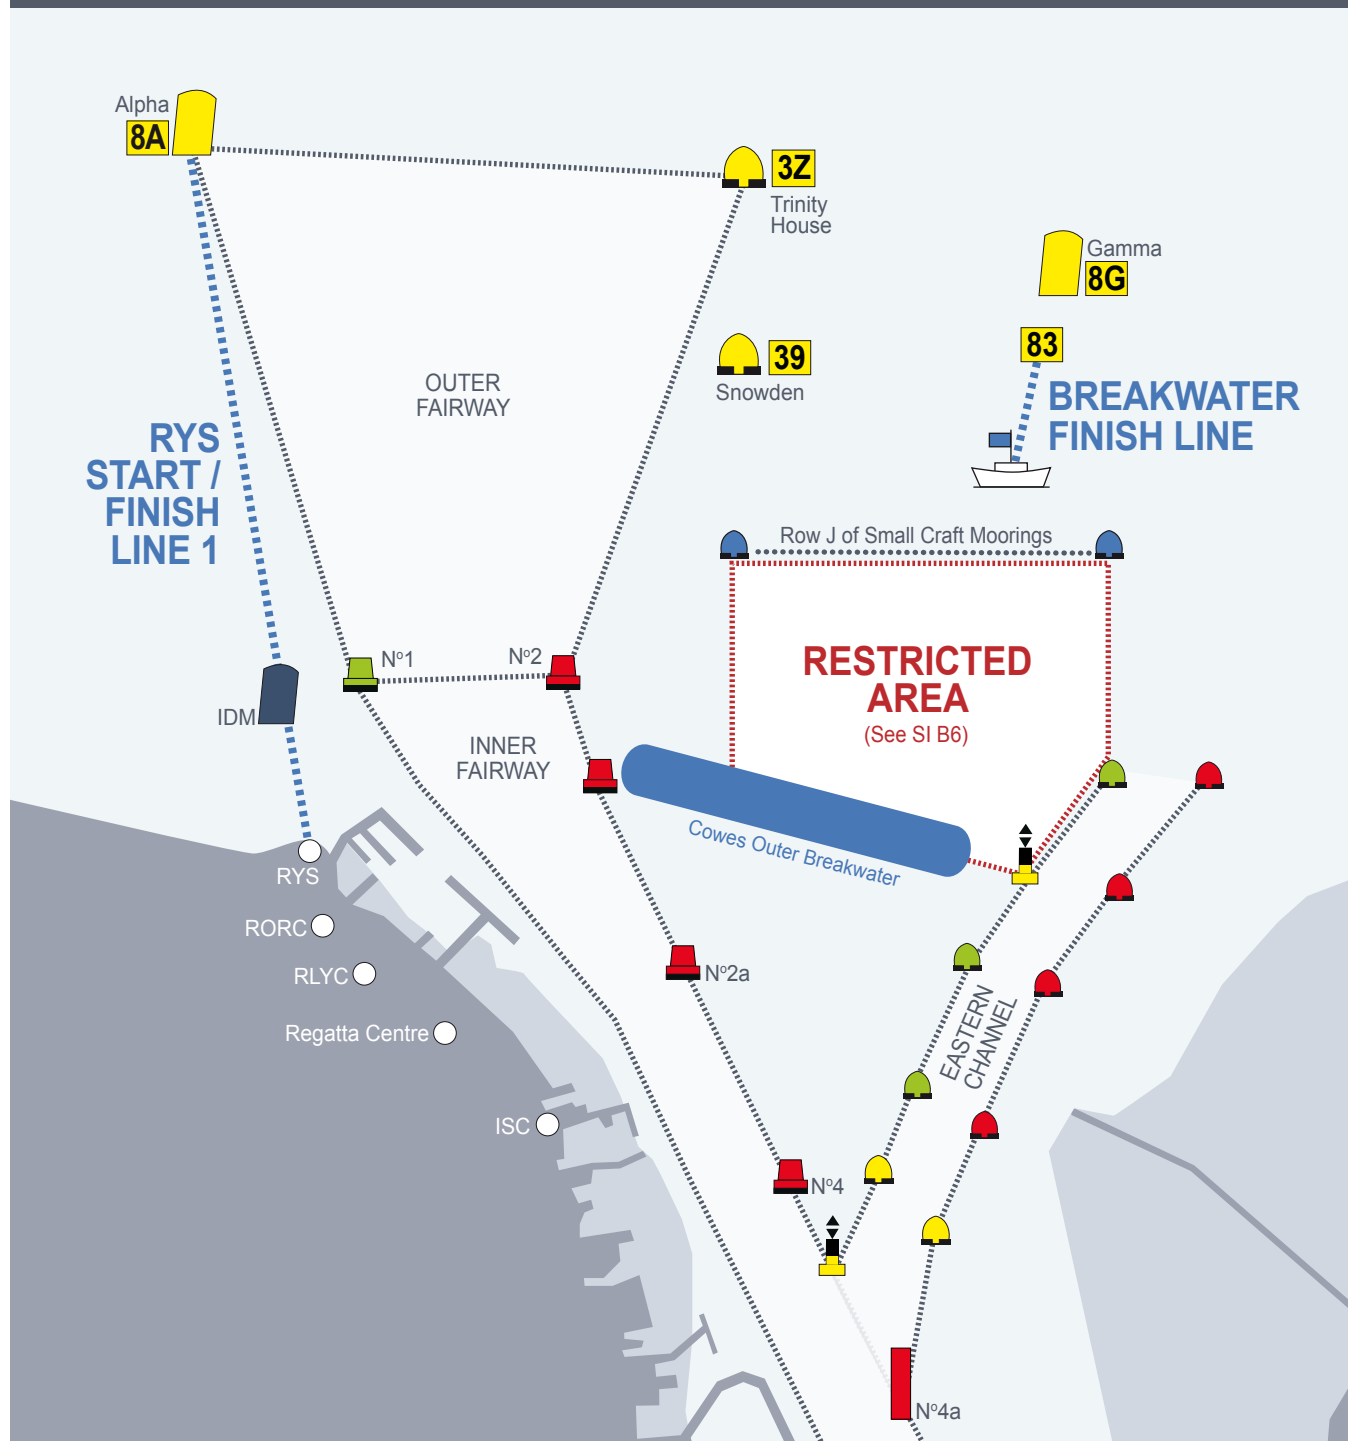 Alpha
8A
3Z
Trinity
House
Gamma
8G
83
39
Snowden
BREAKWATER
FINISH LINE
OUTER
FAIRWAY
RYS
START /
FINISH
LINE 1
Row J of Small Craft Moorings
Nº1
Nº2
RESTRICTED
AREA
(See SI B6)
IDM
INNER
FAIRWAY
Cowes Outer Breakwater
RYS
RORC
RLYC
Nº2a
Regatta Centre
EASTERN
CHANNEL
ISC
Nº4
Nº4a